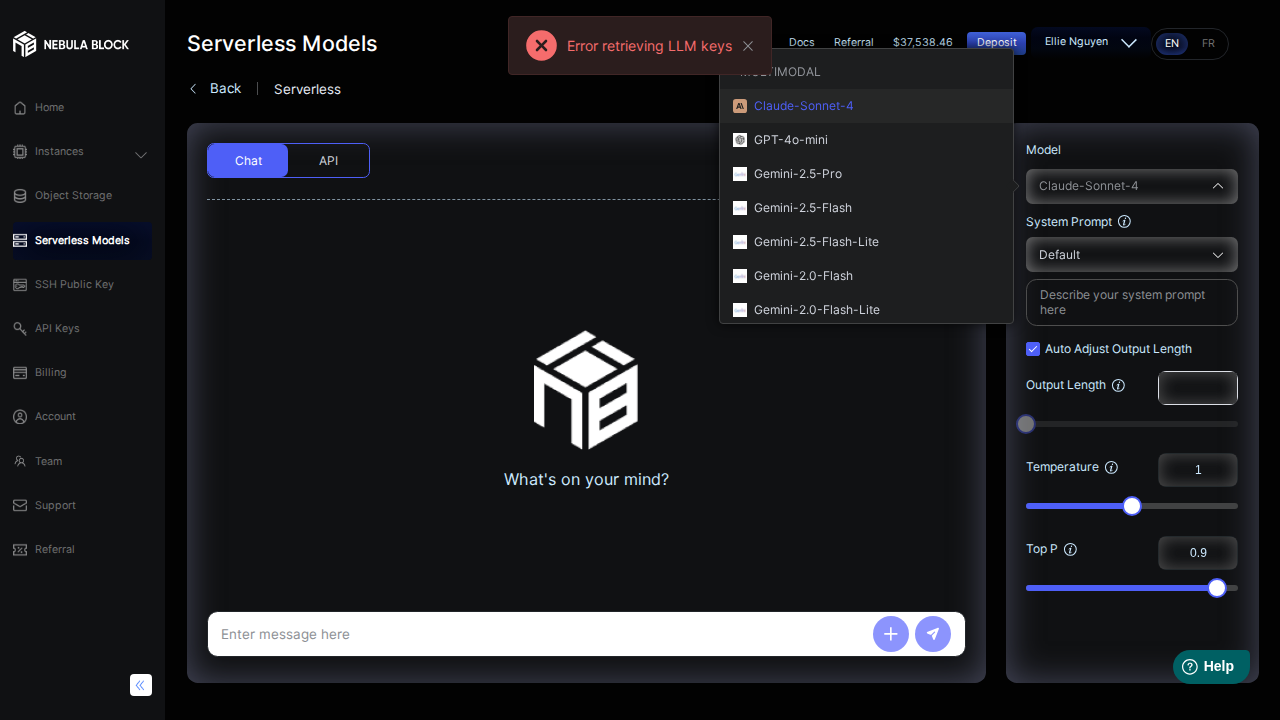 NEBULA BLOCK
Home
Instances
Object Storage
Serverless Models
SSH Public Key
API Keys
Billing
Account
Team
Support
Referral
Serverless Models
Error retrieving LLM keys
Docs
Referral
$37,538.46
Deposit
Ellie Nguyen
EN
FR
Back
Serverless
Chat
API
Claude-Sonnet-4
GPT-4o-mini
Gemini-2.5-Pro
Gemini-2.5-Flash
Gemini-2.5-Flash-Lite
Gemini-2.0-Flash
Gemini-2.0-Flash-Lite
What's on your mind?
Enter message here
Model
Claude-Sonnet-4
System Prompt
Default
Describe your system prompt
here
Auto Adjust Output Length
Output Length
Temperature
1
Top P
0.9
Help